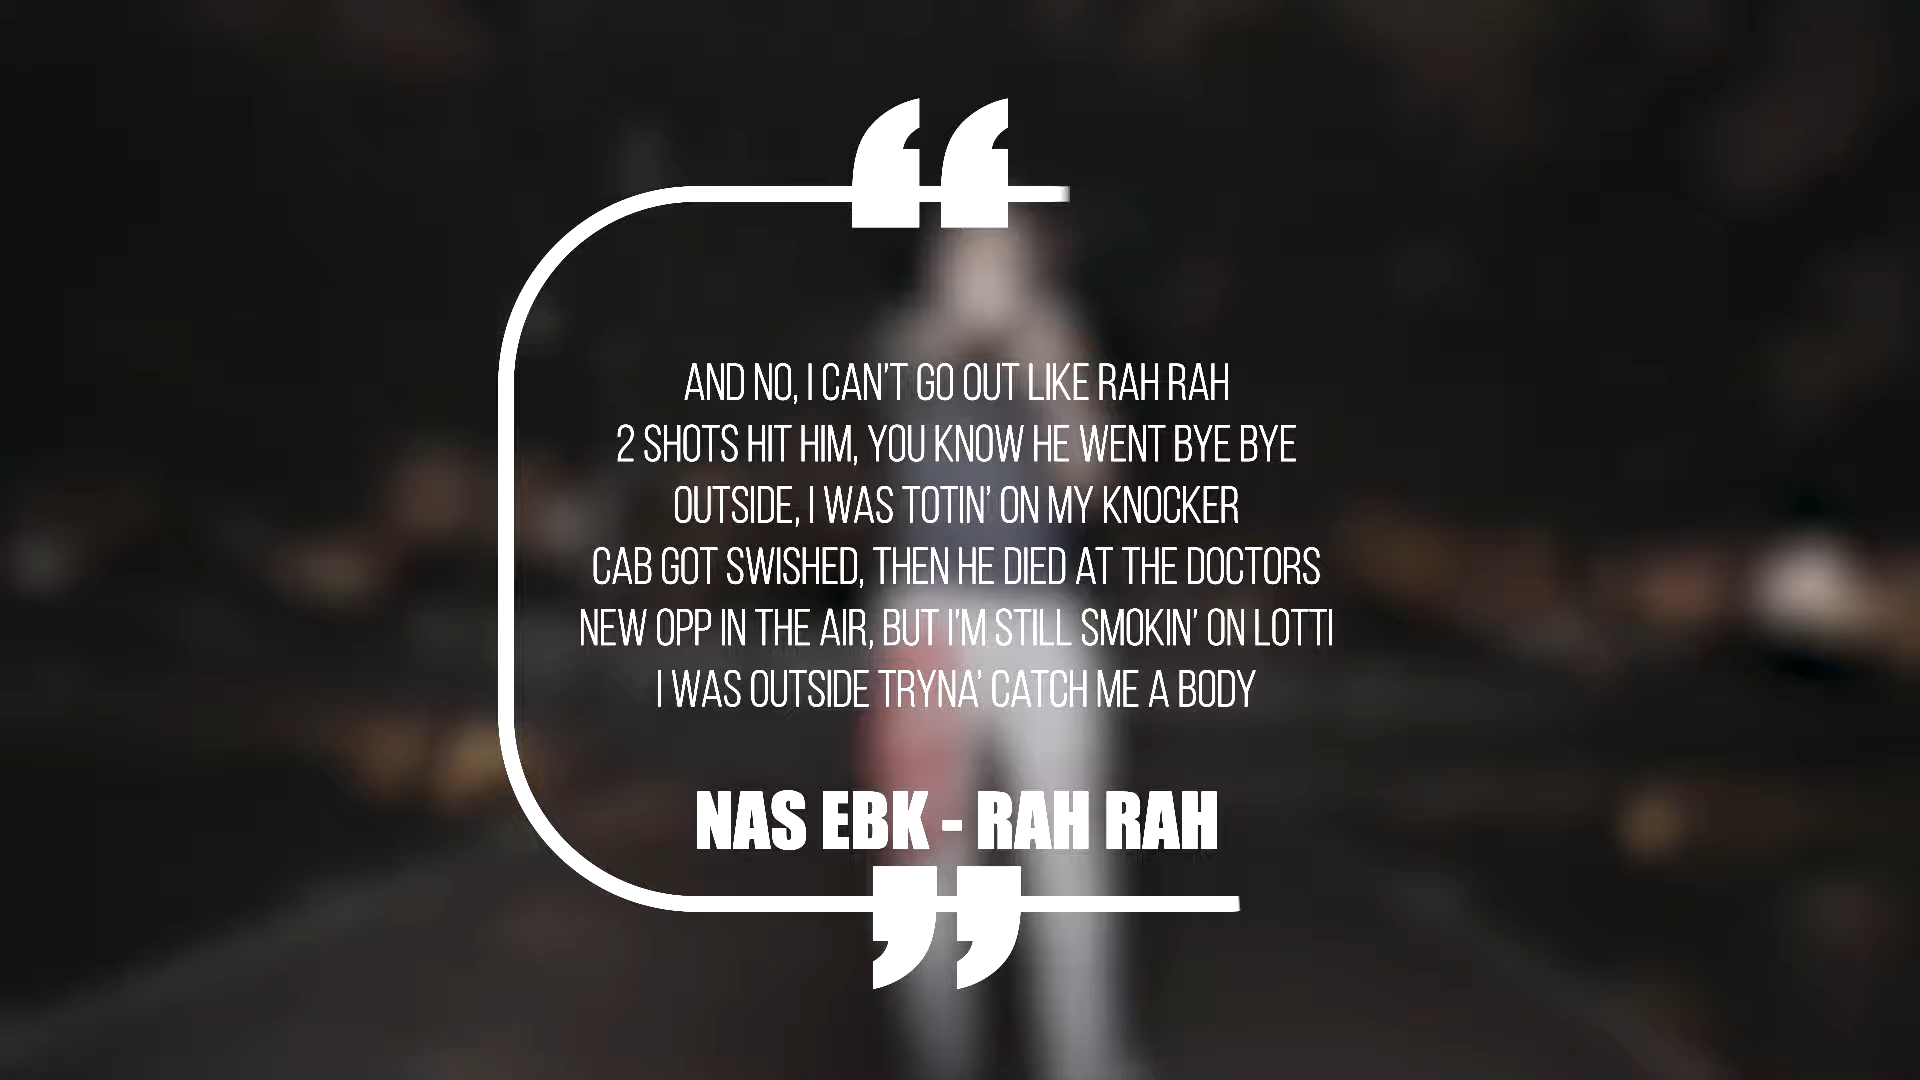 “
AND NO, I CAN’T GO OUT LIKE RAH RAH
2 SHOTS HIT HIM, YOU KNOW HE WENT BYE BYE
OUTSIDE, I WAS TOTIN’ ON MY KNOCKER
CAB GOT SWISHED, THEN HE DIED AT THE DOCTORS
NEW OPP IN THE AIR, BUT I’M STILL SMOKIN’ ON LOTTI
I WAS OUTSIDE TRYNA’ CATCH ME A BODY
NAS EBK - RAH RAH
”